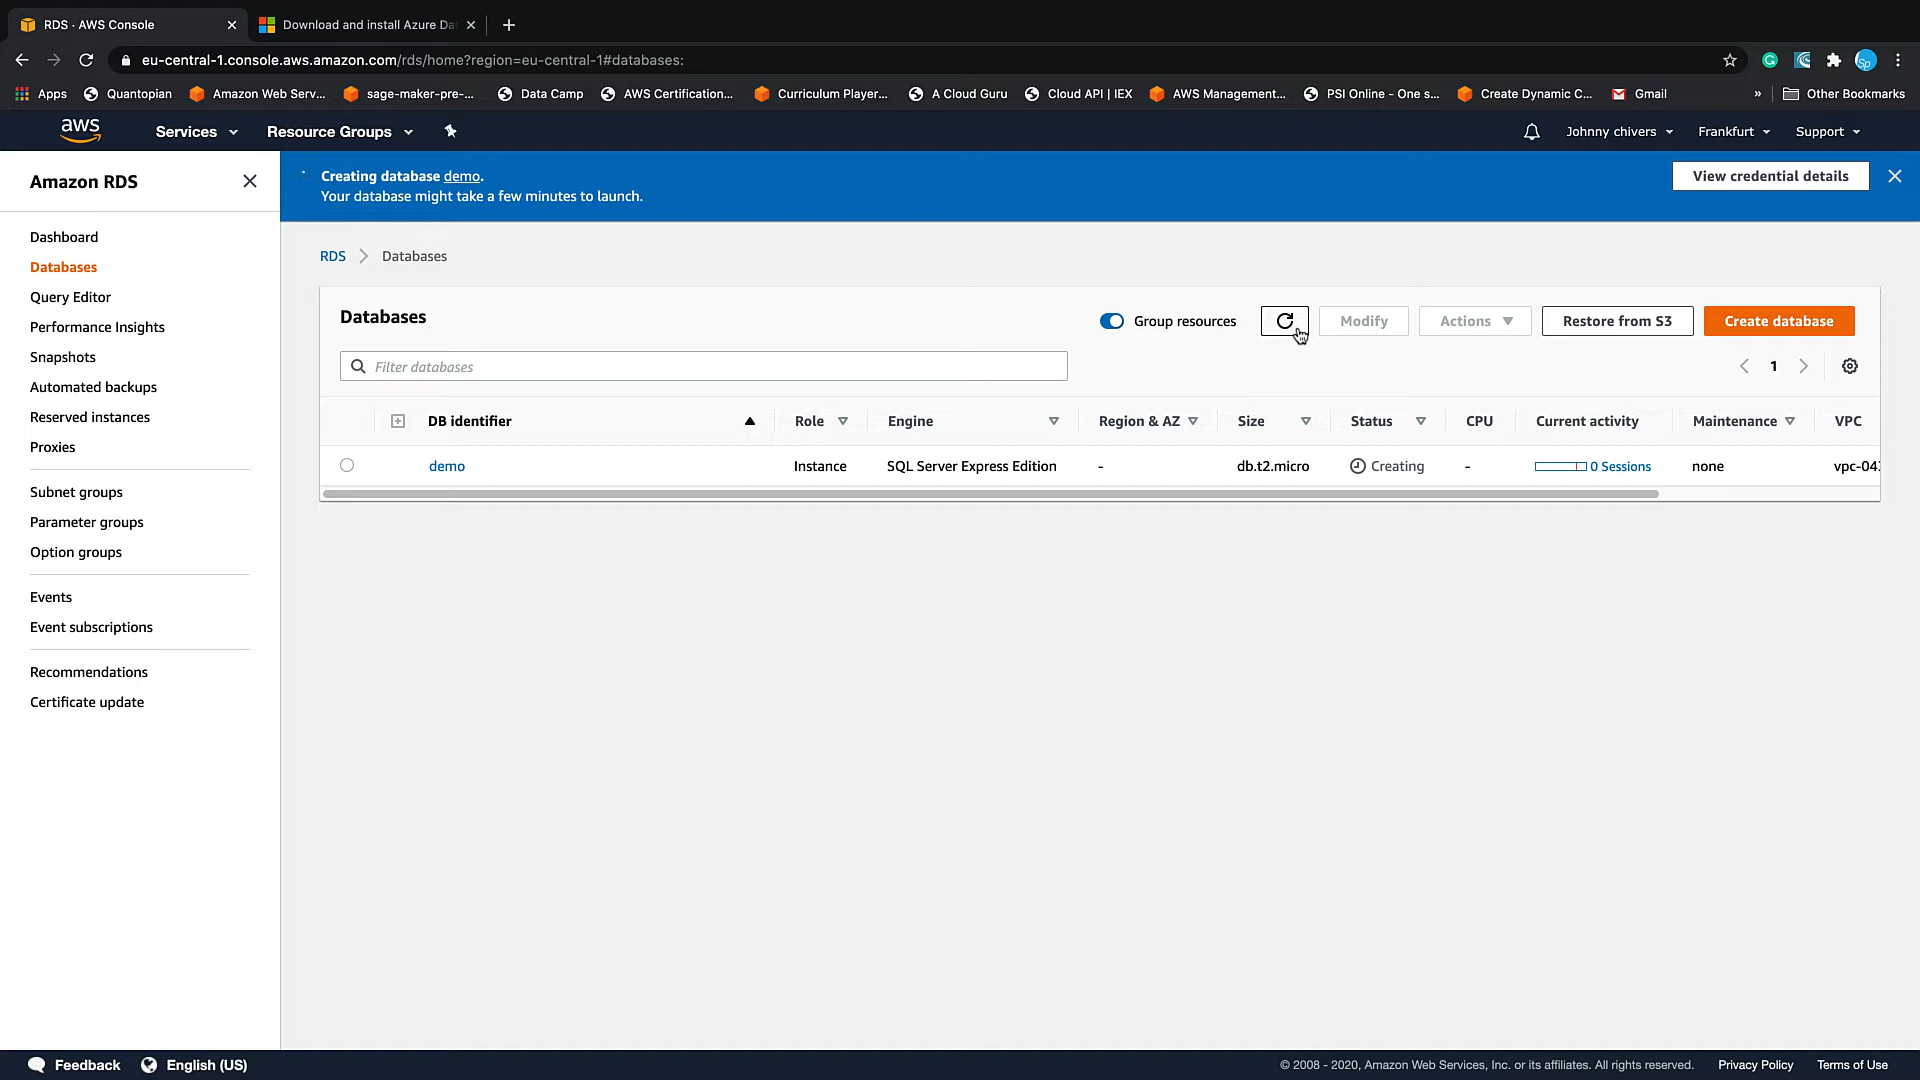 RDS · AWS Console
Download and install Azure Da
eu-central-1.console.aws.amazon.com/rds/home?region=eu-central-1#databases:
Apps Quantopian Amazon Web Serv... sage-maker-pre-... Data Camp AWS Certification... Curriculum Player... A Cloud Guru Cloud API | IEX AWS Management... PSI Online - One s... Create Dynamic C... Gmail » Other Bookmarks
aws Services Resource Groups Johnny chivers Frankfurt Support
Amazon RDS
Dashboard
Databases
Query Editor
Performance Insights
Snapshots
Automated backups
Reserved instances
Proxies
Subnet groups
Parameter groups
Option groups
Events
Event subscriptions
Recommendations
Certificate update
Creating database demo.
Your database might take a few minutes to launch.
View credential details
RDS Databases
Databases
Group resources Modify Actions Restore from S3 Create database
Filter databases
1
DB identifier Role Engine Region & AZ Size Status CPU Current activity Maintenance VPC
demo Instance SQL Server Express Edition - db.t2.micro Creating - 0 Sessions none
Feedback English (US)
© 2008 - 2020, Amazon Web Services, Inc. or its affiliates. All rights reserved. Privacy Policy Terms of Use